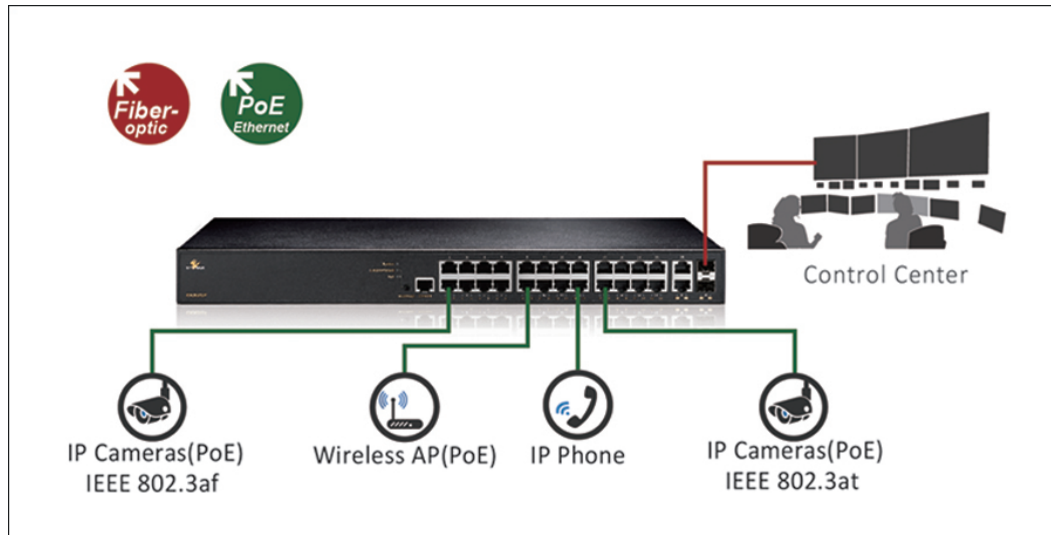 Fiber-
optic
PoE
Ethernet
Control Center
IP Cameras(PoE)
IEEE 802.3af
Wireless AP(PoE)
IP Phone
IP Cameras(PoE)
IEEE 802.3at